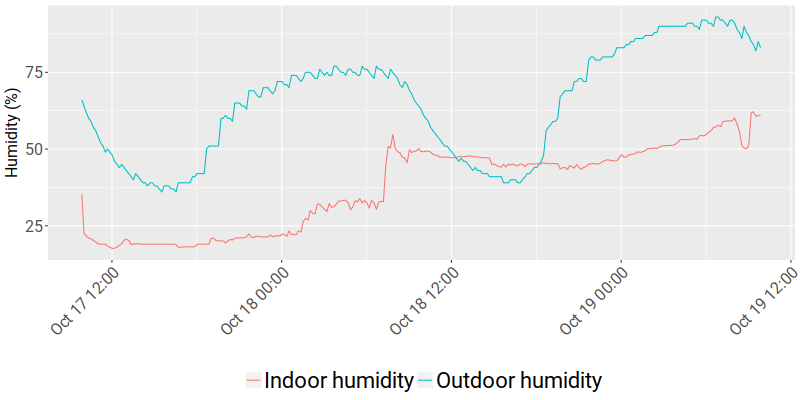 Humidity (%)
75
50
25
Oct 17 12:00
Oct 18 00:00
Oct 18 12:00
Oct 19 00:00
Oct 19 12:00
Indoor humidity Outdoor humidity